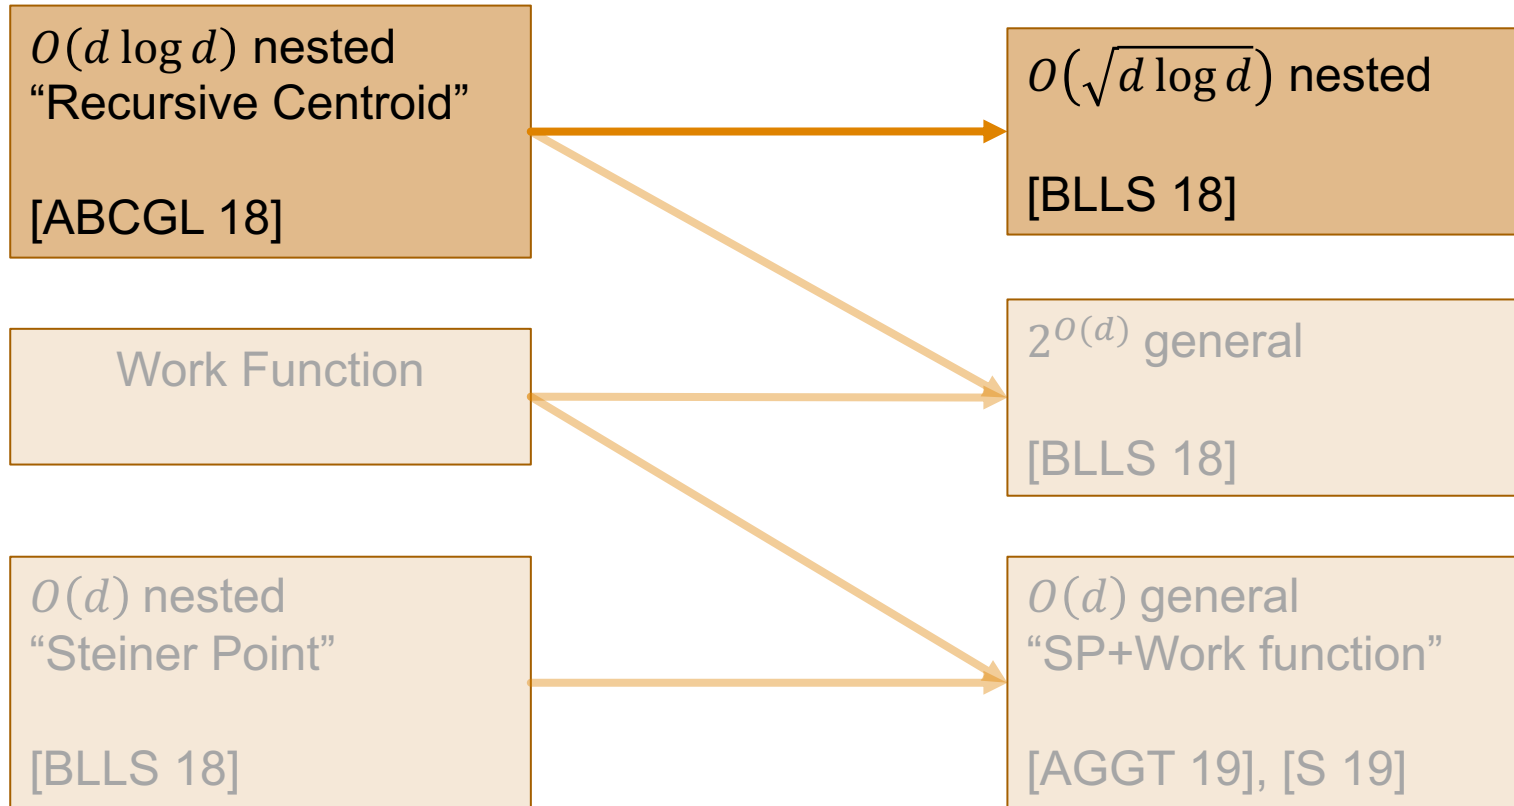 O(d log d) nested
“Recursive Centroid”
[ABCGL 18]
Work Function
O(d) nested
“Steiner Point”
[BLLS 18]
O(√(d log d)) nested
[BLLS 18]
2^{O(d)} general
[BLLS 18]
O(d) general
“SP+Work function”
[AGGT 19], [S 19]